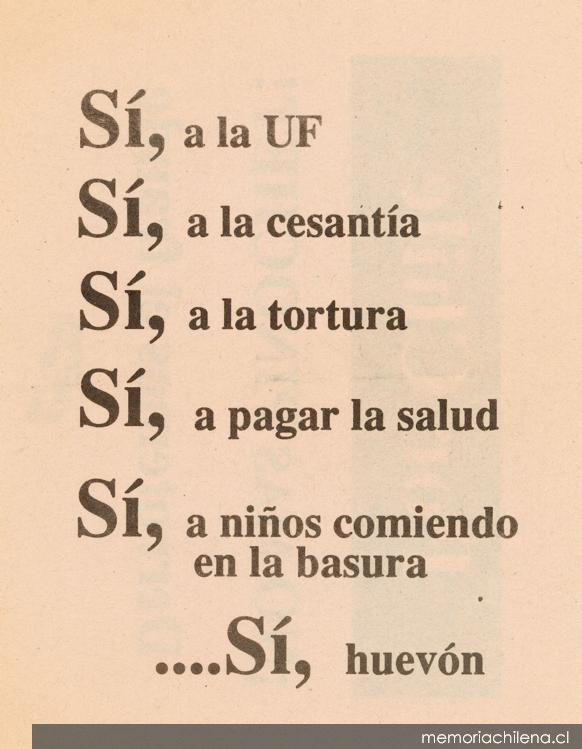 Sí, a la UF
Sí, a la cesantía
Sí, a la tortura
Sí, a pagar la salud
Sí, a niños comiendo
en la basura
....Sí, huevón
memoriachilena.cl